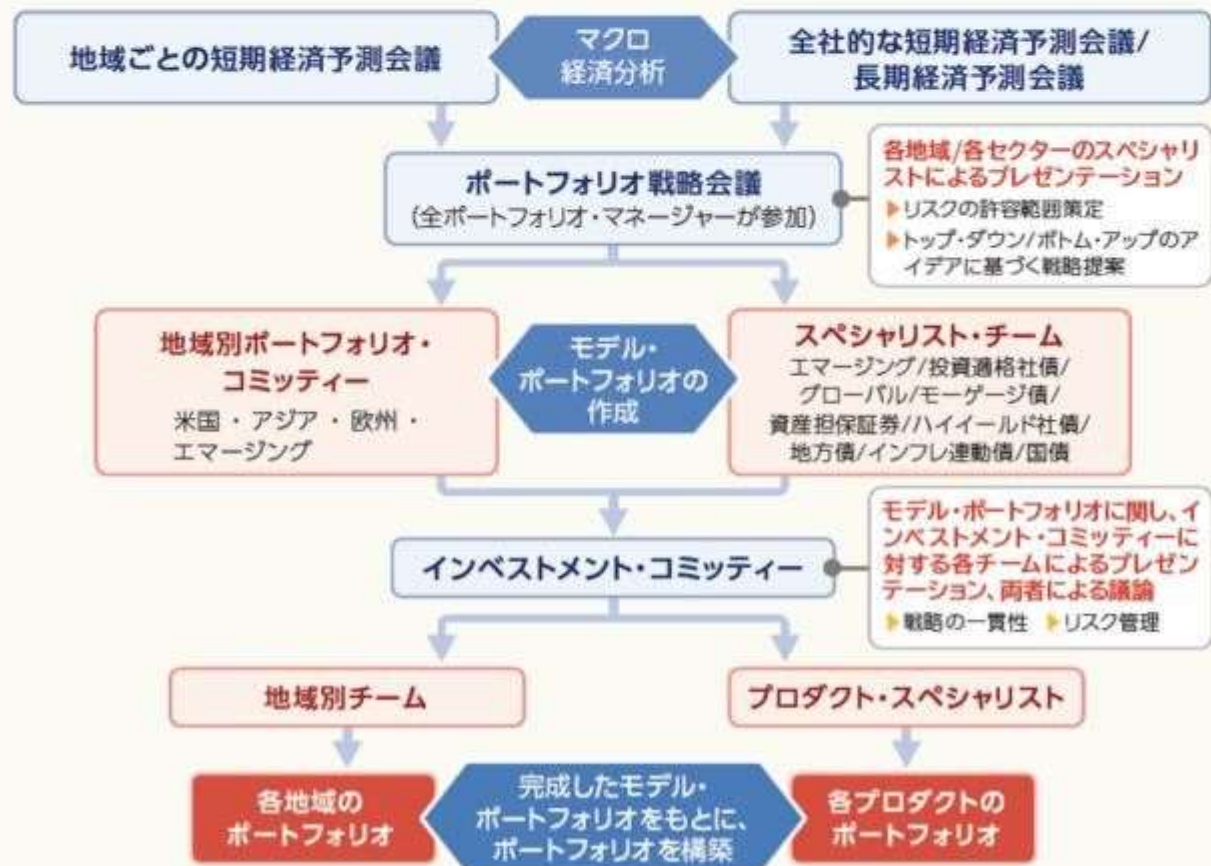 地域ごとの短期経済予測会議
マクロ
経済分析
全社的な短期経済予測会議/
長期経済予測会議
ポートフォリオ戦略会議
(全ポートフォリオ・マネージャーが参加)
各地域/各セクターのスペシャリ
ストによるプレゼンテーション
▶リスクの許容範囲策定
▶トップ・ダウン/ボトム・アップのア
イデアに基づく戦略提案
地域別ポートフォリオ・
コミッティー
米国 ・ アジア ・ 欧州 ・
エマージング
モデル・
ポートフォリオの
作成
スペシャリスト・チーム
エマージング/投資適格社債/
グローバル/モーゲージ債/
資産担保証券/ハイイールド社債/
地方債/インフレ連動債/国債
インベストメント・コミッティー
モデル・ポートフォリオに関し、イ
ンベストメント・コミッティーに
対する各チームによるプレゼン
テーション、両者による議論
▶戦略の一貫性 ▶リスク管理
地域別チーム
プロダクト・スペシャリスト
各地域の
ポートフォリオ
完成したモデル・
ポートフォリオをもとに、
ポートフォリオを構築
各プロダクトの
ポートフォリオ